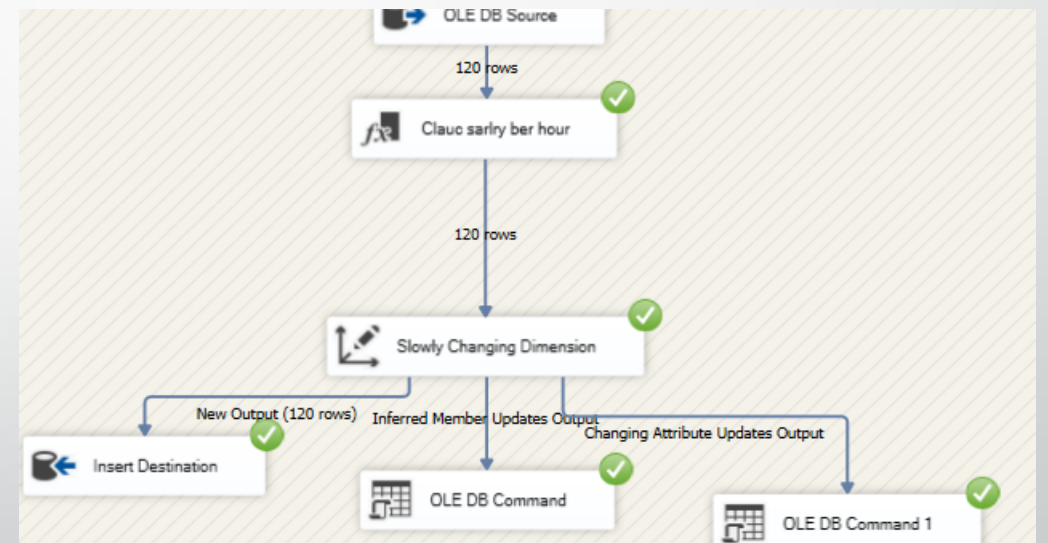 OLE DB Source
120 rows
Clauc sarlry ber hour
120 rows
Slowly Changing Dimension
New Output (120 rows)
Inferred Member Updates Output
Changing Attribute Updates Output
Insert Destination
OLE DB Command
OLE DB Command 1